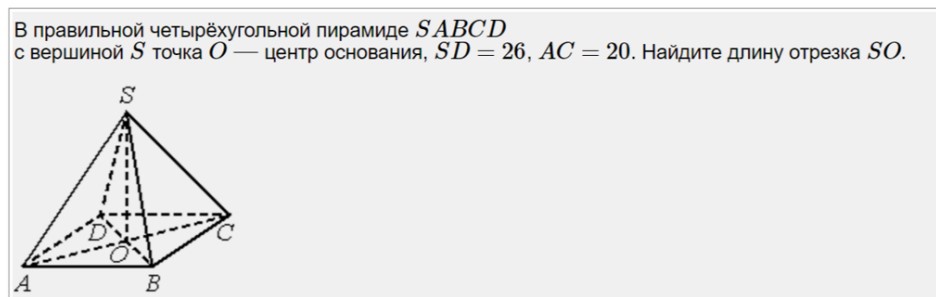 В правильной четырёхугольной пирамиде SABCD
с вершиной S точка O — центр основания, SD = 26, AC = 20. Найдите длину отрезка SO.
S
D
C
O
A
B